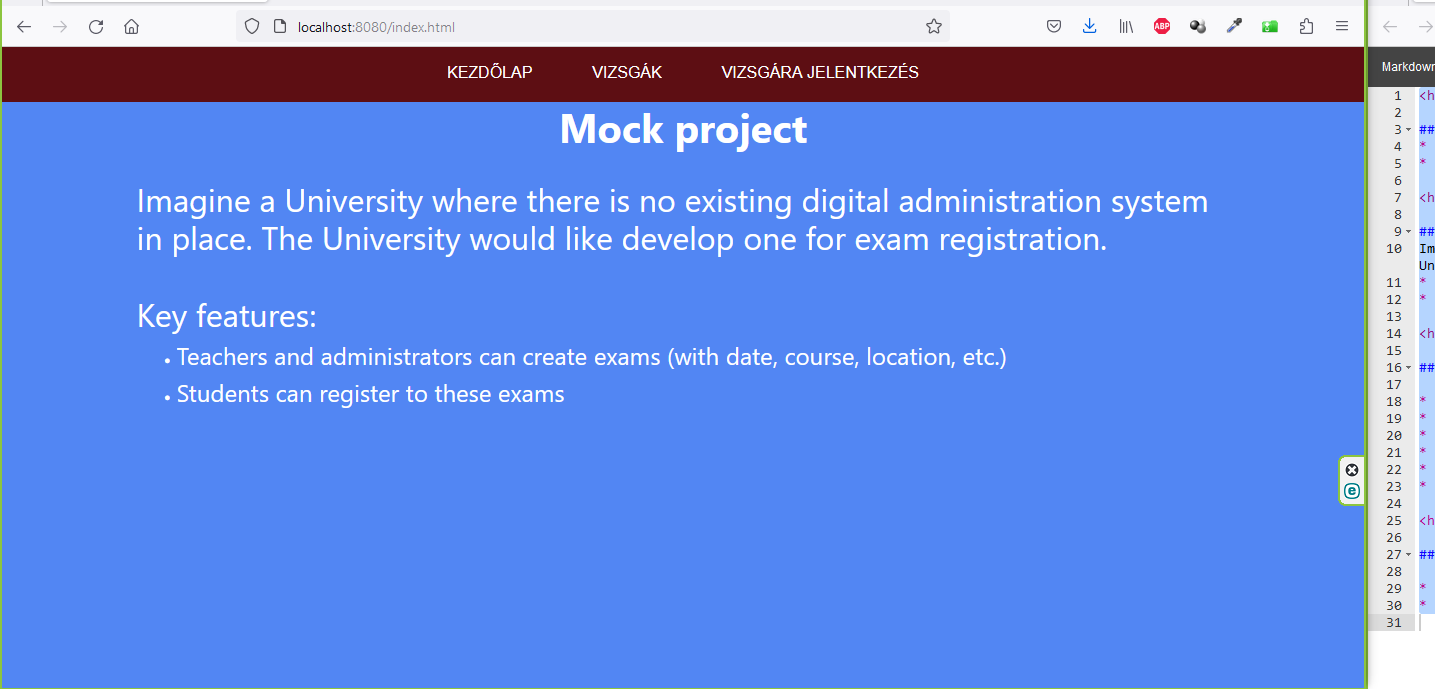 localhost:8080/index.html
ABP
KEZDŐLAP VIZSGÁK VIZSGÁRA JELENTKEZÉS
Mock project
Imagine a University where there is no existing digital administration system
in place. The University would like develop one for exam registration.
Key features:
• Teachers and administrators can create exams (with date, course, location, etc.)
• Students can register to these exams
Markdown
1 <h
2
3 ##
4 *
5 *
6
7 <h
8
9 ##
10 Im
Un
11 *
12 *
13
14 <h
15
16 ##
17
18 *
19 *
20 *
21 *
22 *
23 *
24
25 <h
26
27 ##
28
29 *
30 *
31